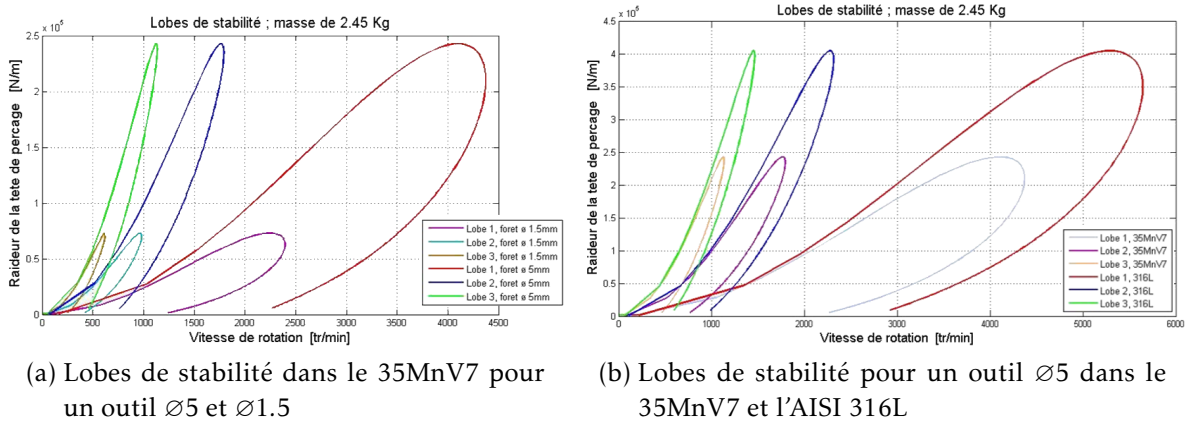 Lobes de stabilité ; masse de 2.45 Kg
x 10⁵
Raideur de la tete de percage [N/m]
2.5
2
1.5
1
0.5
0
0 500 1000 1500 2000 2500 3000 3500 4000 4500
Vitesse de rotation [tr/min]
Lobe 1, foret ø 1.5mm
Lobe 2, foret ø 1.5mm
Lobe 3, foret ø 1.5mm
Lobe 1, foret ø 5mm
Lobe 2, foret ø 5mm
Lobe 3, foret ø 5mm
(a) Lobes de stabilité dans le 35MnV7 pour
un outil ∅5 et ∅1.5
Lobes de stabilité ; masse de 2.45 Kg
x 10⁵
Raideur de la tete de percage [N/m]
4.5
4
3.5
3
2.5
2
1.5
1
0.5
0
0 1000 2000 3000 4000 5000 6000
Vitesse de rotation [tr/min]
Lobe 1, 35MnV7
Lobe 2, 35MnV7
Lobe 3, 35MnV7
Lobe 1, 316L
Lobe 2, 316L
Lobe 3, 316L
(b) Lobes de stabilité pour un outil ∅5 dans le
35MnV7 et l'AISI 316L